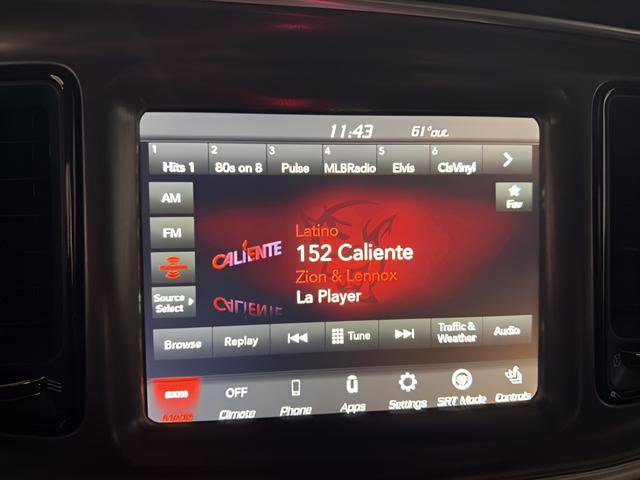 11:43 61°out
1 2 3 4 5 6
Hits 1 80s on 8 Pulse MLBRadio Elvis ClsVinyl
AM
Fav
Latino
FM
CALIENTE 152 Caliente
Zion & Lennox
Source Select La Player
Browse Replay Tune Traffic & Weather Audio
OFF
Media Climate Phone Apps Settings SRT Mode Controls